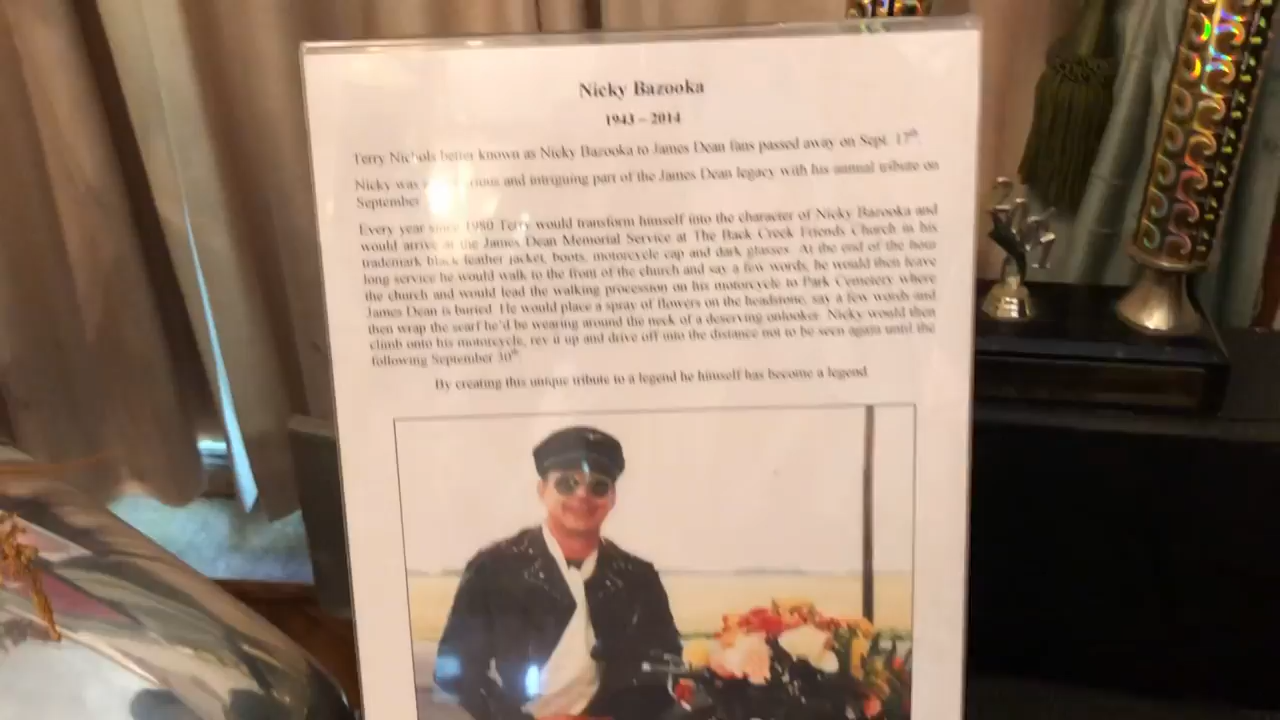 Nicky Bazooka
1943 – 2014
Terry Nichols better known as Nicky Bazooka to James Dean fans passed away on Sept. 17th.
Nicky was and intriguing part of the James Dean legacy with his annual tribute on
September
Every year since 1980 Terry would transform himself into the character of Nicky Bazooka and
would arrive at the James Dean Memorial Service at The Back Creek Friends Church in his
trademark black leather jacket, boots, motorcycle cap and dark glasses. At the end of the hour
long service he would walk to the front of the church and say a few words, he would then leave
the church and would lead the walking procession on his motorcycle to Park Cemetery where
James Dean is buried. He would place a spray of flowers on the headstone, say a few words and
then wrap the scarf he'd be wearing around the neck of a deserving onlooker. Nicky would then
climb onto his motorcycle, rev it up and drive off into the distance not to be seen again until the
following September 30th
By creating this unique tribute to a legend he himself has become a legend.